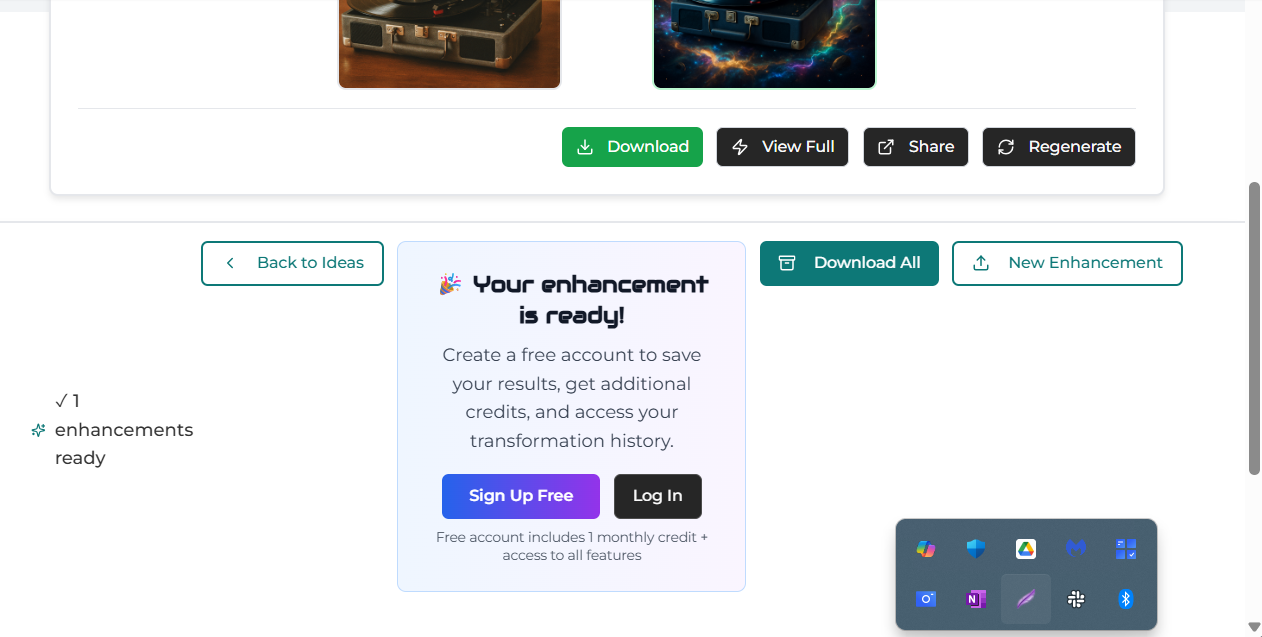 Download
View Full
Share
Regenerate
Back to Ideas
🎉 Your enhancement
is ready!
Create a free account to save
your results, get additional
credits, and access your
transformation history.
Sign Up Free
Log In
Free account includes 1 monthly credit +
access to all features
Download All
New Enhancement
✓ 1
enhancements
ready
N